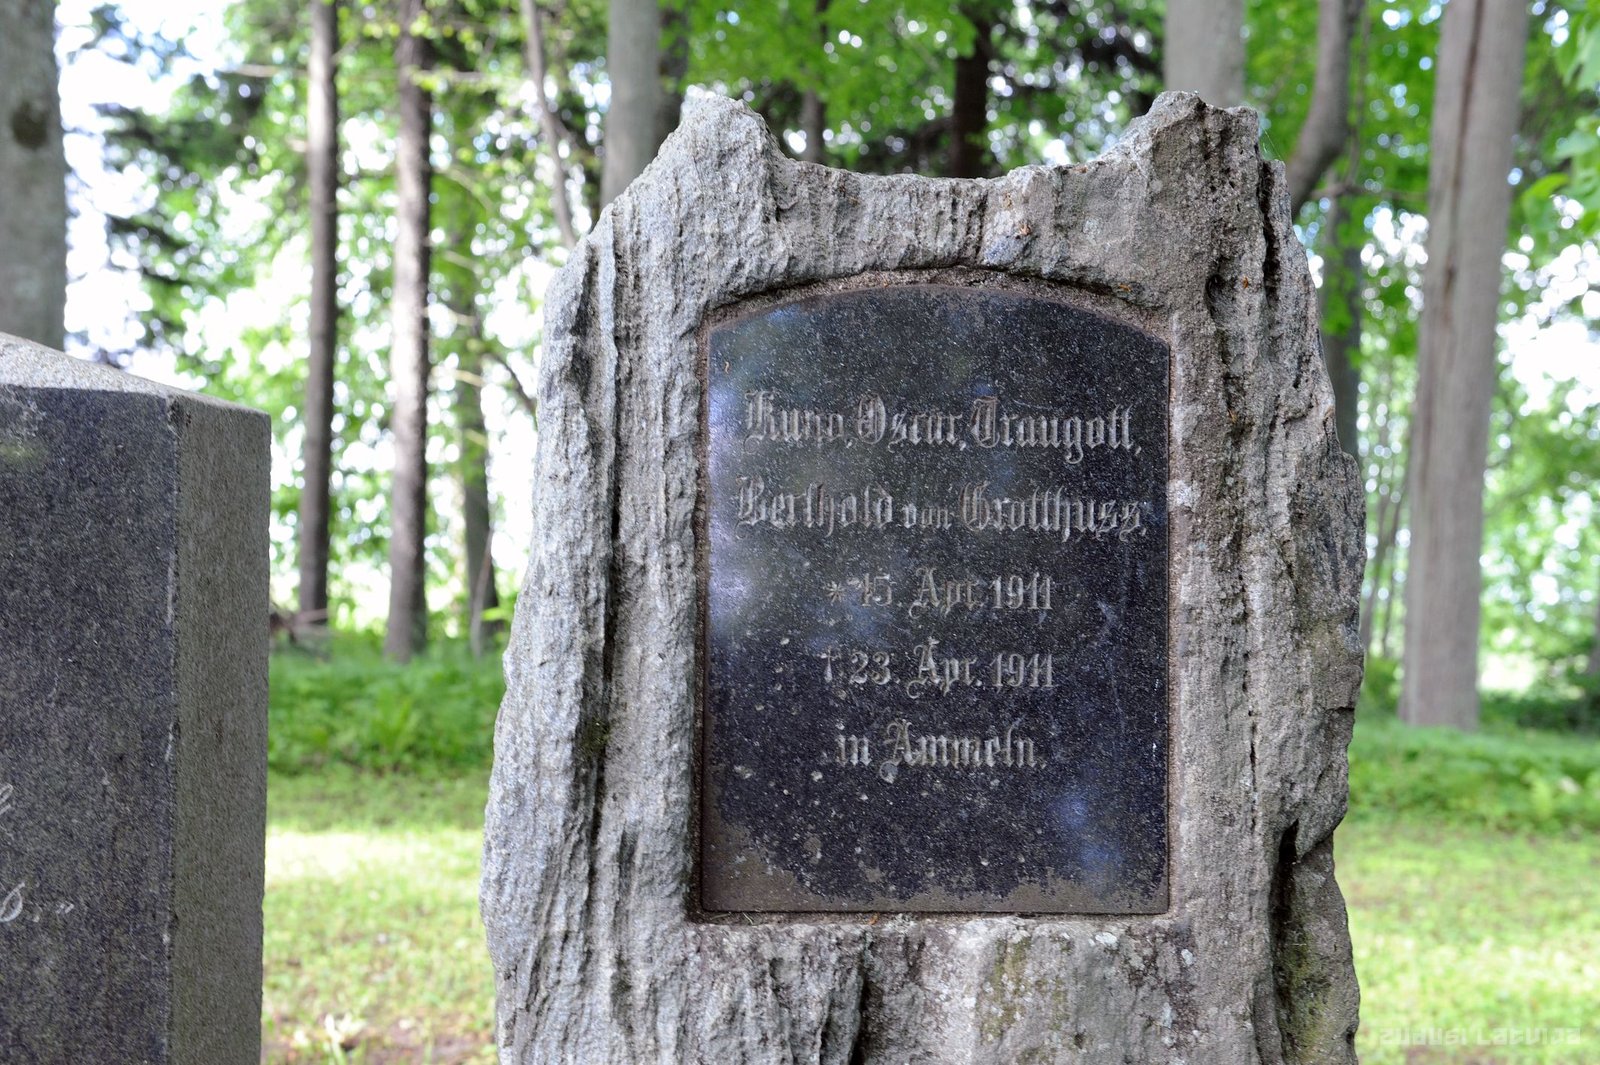 Kuno, Oscar, Traugott,
Berthold von Grotthuss.
* 15. Apr. 1911
† 23. Apr. 1911
in Ammeln.